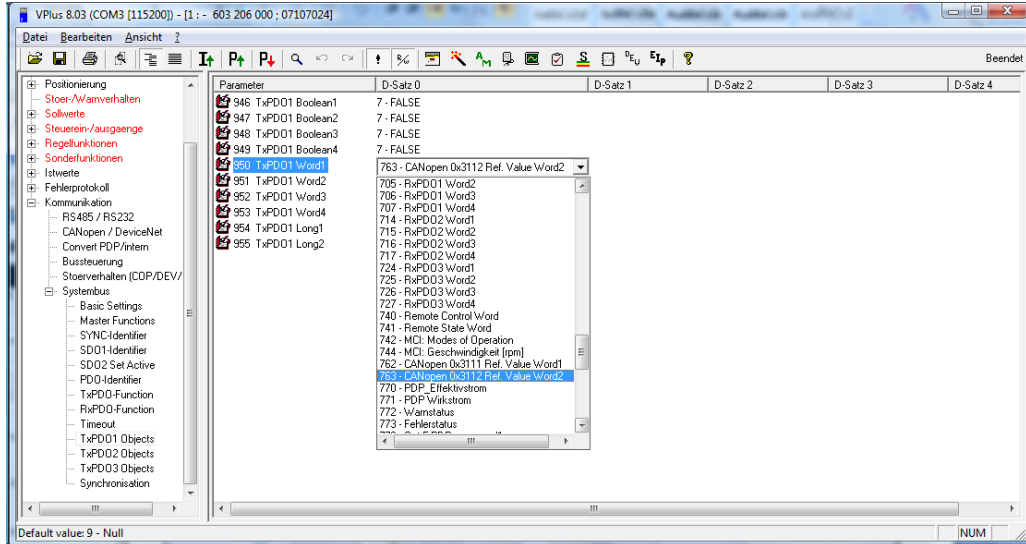 VPlus 8.03 (COM3 [115200]) - [1 : - 603 206 000 ; 07107024]
Datei Bearbeiten Ansicht ?
Beendet
Positionierung
Stoer-/Warnverhalten
Sollwerte
Steuerein-/ausgaenge
Regelfunktionen
Sonderfunktionen
Istwerte
Fehlerprotokoll
Kommunikation
RS485 / RS232
CANopen / DeviceNet
Convert PDP/intern
Bussteuerung
Stoerverhalten (COP/DEV/
Systembus
Basic Settings
Master Functions
SYNC-Identifier
SDO1-Identifier
SDO2 Set Active
PDO-Identifier
TxPDO-Function
RxPDO-Function
Timeout
TxPDO1 Objects
TxPDO2 Objects
TxPDO3 Objects
Synchronisation
Parameter D-Satz 0 D-Satz 1 D-Satz 2 D-Satz 3 D-Satz 4
946 TxPDO1 Boolean1 7 - FALSE
947 TxPDO1 Boolean2 7 - FALSE
948 TxPDO1 Boolean3 7 - FALSE
949 TxPDO1 Boolean4 7 - FALSE
950 TxPDO1 Word1 763 - CANopen 0x3112 Ref. Value Word2
951 TxPDO1 Word2
952 TxPDO1 Word3
953 TxPDO1 Word4
954 TxPDO1 Long1
955 TxPDO1 Long2
705 - RxPDO1 Word2
706 - RxPDO1 Word3
707 - RxPDO1 Word4
714 - RxPDO2 Word1
715 - RxPDO2 Word2
716 - RxPDO2 Word3
717 - RxPDO2 Word4
724 - RxPDO3 Word1
725 - RxPDO3 Word2
726 - RxPDO3 Word3
727 - RxPDO3 Word4
740 - Remote Control Word
741 - Remote State Word
742 - MCI: Modes of Operation
744 - MCI: Geschwindigkeit [rpm]
762 - CANopen 0x3111 Ref. Value Word1
763 - CANopen 0x3112 Ref. Value Word2
770 - PDP_Effektivstrom
771 - PDP Wirkstrom
772 - Warnstatus
773 - Fehlerstatus
Default value: 9 - Null
NUM